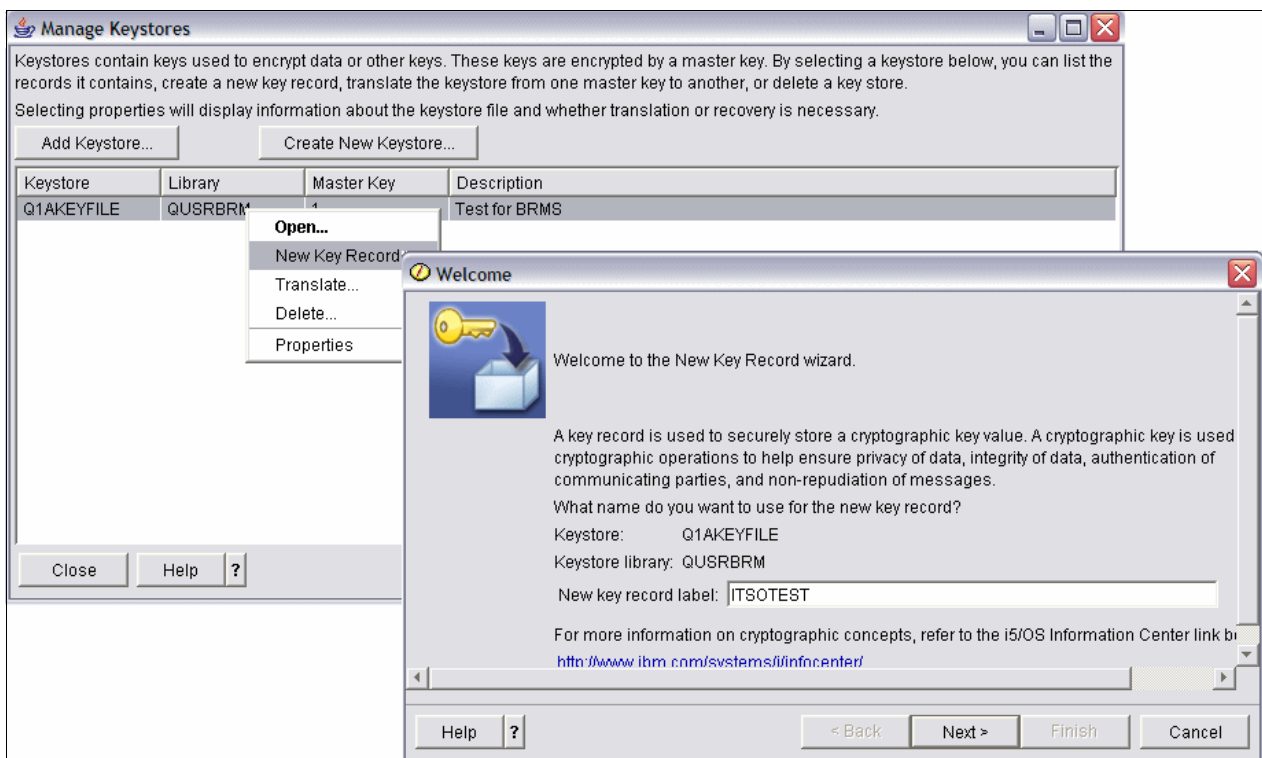 Manage Keystores
Keystores contain keys used to encrypt data or other keys. These keys are encrypted by a master key. By selecting a keystore below, you can list the
records it contains, create a new key record, translate the keystore from one master key to another, or delete a key store.
Selecting properties will display information about the keystore file and whether translation or recovery is necessary.
Add Keystore... Create New Keystore...
Keystore Library Master Key Description
Q1AKEYFILE QUSRBRM 1 Test for BRMS
Open...
New Key Record
Translate...
Delete...
Properties
Close Help ?
Welcome
Welcome to the New Key Record wizard.
A key record is used to securely store a cryptographic key value. A cryptographic key is used
cryptographic operations to help ensure privacy of data, integrity of data, authentication of
communicating parties, and non-repudiation of messages.
What name do you want to use for the new key record?
Keystore: Q1AKEYFILE
Keystore library: QUSRBRM
New key record label: ITSOTEST
For more information on cryptographic concepts, refer to the i5/OS Information Center link
http://www.ibm.com/systems/i/infocenter/
Help ? < Back Next > Finish Cancel